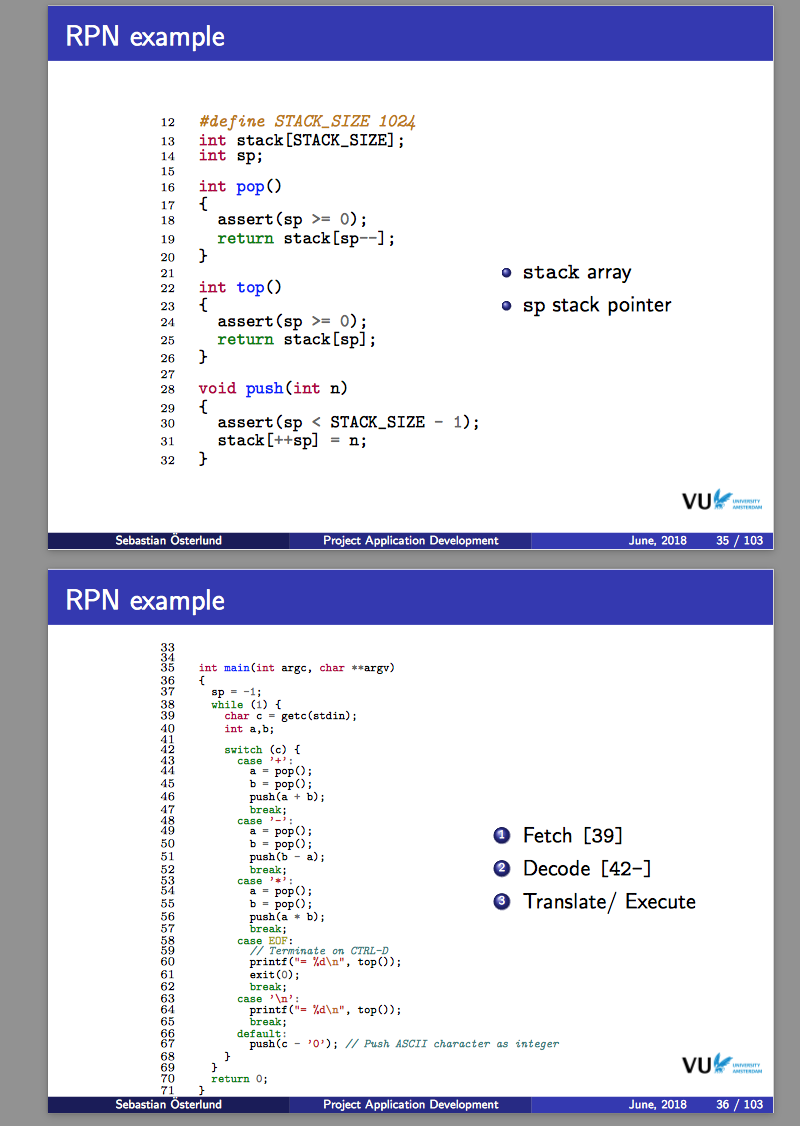 RPN example
12 #define STACK_SIZE 1024
13 int stack[STACK_SIZE];
14 int sp;
15
16 int pop()
17 {
18   assert(sp >= 0);
19   return stack[sp--];
20 }
21
22 int top()
23 {
24   assert(sp >= 0);
25   return stack[sp];
26 }
27
28 void push(int n)
29 {
30   assert(sp < STACK_SIZE - 1);
31   stack[++sp] = n;
32 }
stack array
sp stack pointer
VU UNIVERSITY AMSTERDAM
Sebastian Österlund Project Application Development June, 2018 35 / 103
RPN example
33
34
35 int main(int argc, char **argv)
36 {
37   sp = -1;
38   while (1) {
39     char c = getc(stdin);
40     int a,b;
41
42     switch (c) {
43       case '+':
44         a = pop();
45         b = pop();
46         push(a + b);
47         break;
48       case '-':
49         a = pop();
50         b = pop();
51         push(b - a);
52         break;
53       case '*':
54         a = pop();
55         b = pop();
56         push(a * b);
57         break;
58       case EOF:
59         // Terminate on CTRL-D
60         printf("= %d\n", top());
61         exit(0);
62         break;
63       case '\n':
64         printf("= %d\n", top());
65         break;
66       default:
67         push(c - '0'); // Push ASCII character as integer
68     }
69   }
70   return 0;
71 }
1 Fetch [39]
2 Decode [42-]
3 Translate/ Execute
VU UNIVERSITY AMSTERDAM
Sebastian Österlund Project Application Development June, 2018 36 / 103